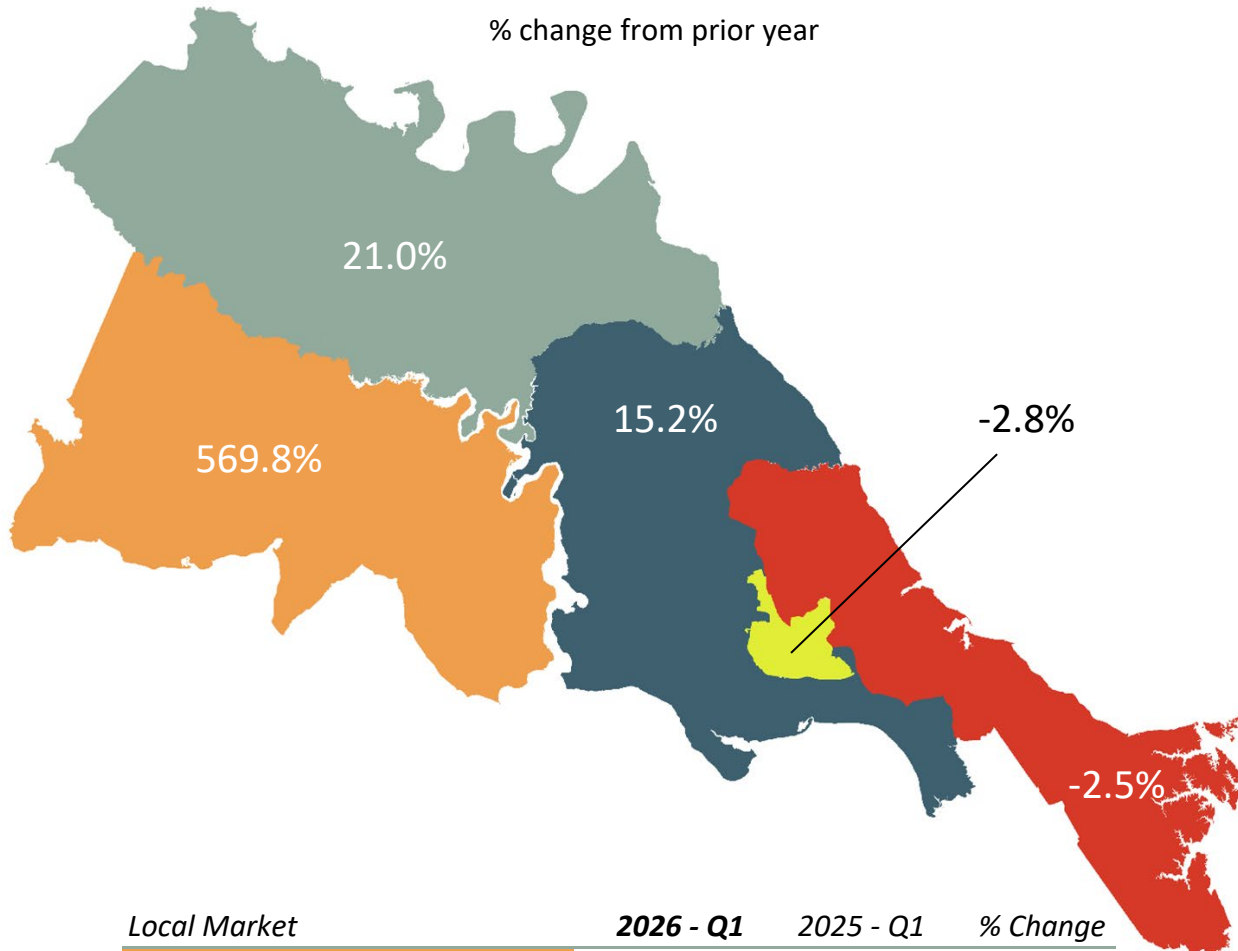 % change from prior year
21.0%
15.2%
-2.8%
569.8%
-2.5%
Local Market 2026 - Q1 2025 - Q1 % Change